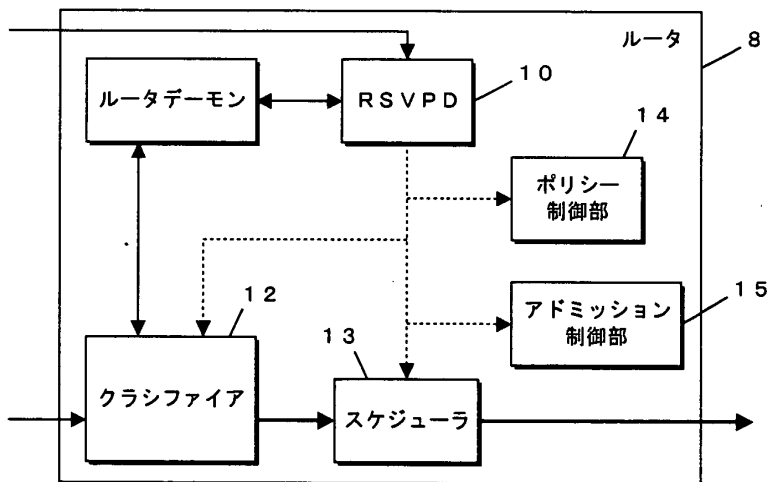 ルータ
8
ルータデーモン
RSVPD
10
14
ポリシー
制御部
12
アドミッション
制御部
15
13
クラシファイア
スケジューラ